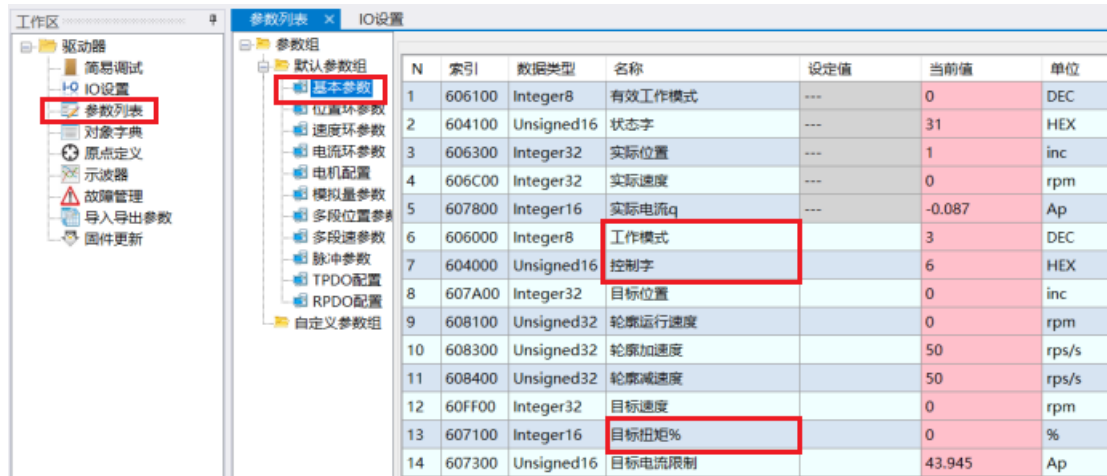 工作区
驱动器
简易调试
IO设置
参数列表
对象字典
原点定义
示波器
故障管理
导入导出参数
固件更新
参数列表 × IO设置
参数组
默认参数组
基本参数
位置环参数
速度环参数
电流环参数
电机配置
模拟量参数
多段位置参数
多段速参数
脉冲参数
TPDO配置
RPDO配置
自定义参数组
N 索引 数据类型 名称 设定值 当前值 单位
1 606100 Integer8 有效工作模式 --- 0 DEC
2 604100 Unsigned16 状态字 --- 31 HEX
3 606300 Integer32 实际位置 --- 1 inc
4 606C00 Integer32 实际速度 --- 0 rpm
5 607800 Integer16 实际电流q --- -0.087 Ap
6 606000 Integer8 工作模式 3 DEC
7 604000 Unsigned16 控制字 6 HEX
8 607A00 Integer32 目标位置 0 inc
9 608100 Unsigned32 轮廓运行速度 0 rpm
10 608300 Unsigned32 轮廓加速度 50 rps/s
11 608400 Unsigned32 轮廓减速度 50 rps/s
12 60FF00 Integer32 目标速度 0 rpm
13 607100 Integer16 目标扭矩% 0 %
14 607300 Unsigned16 目标电流限制 43.945 Ap